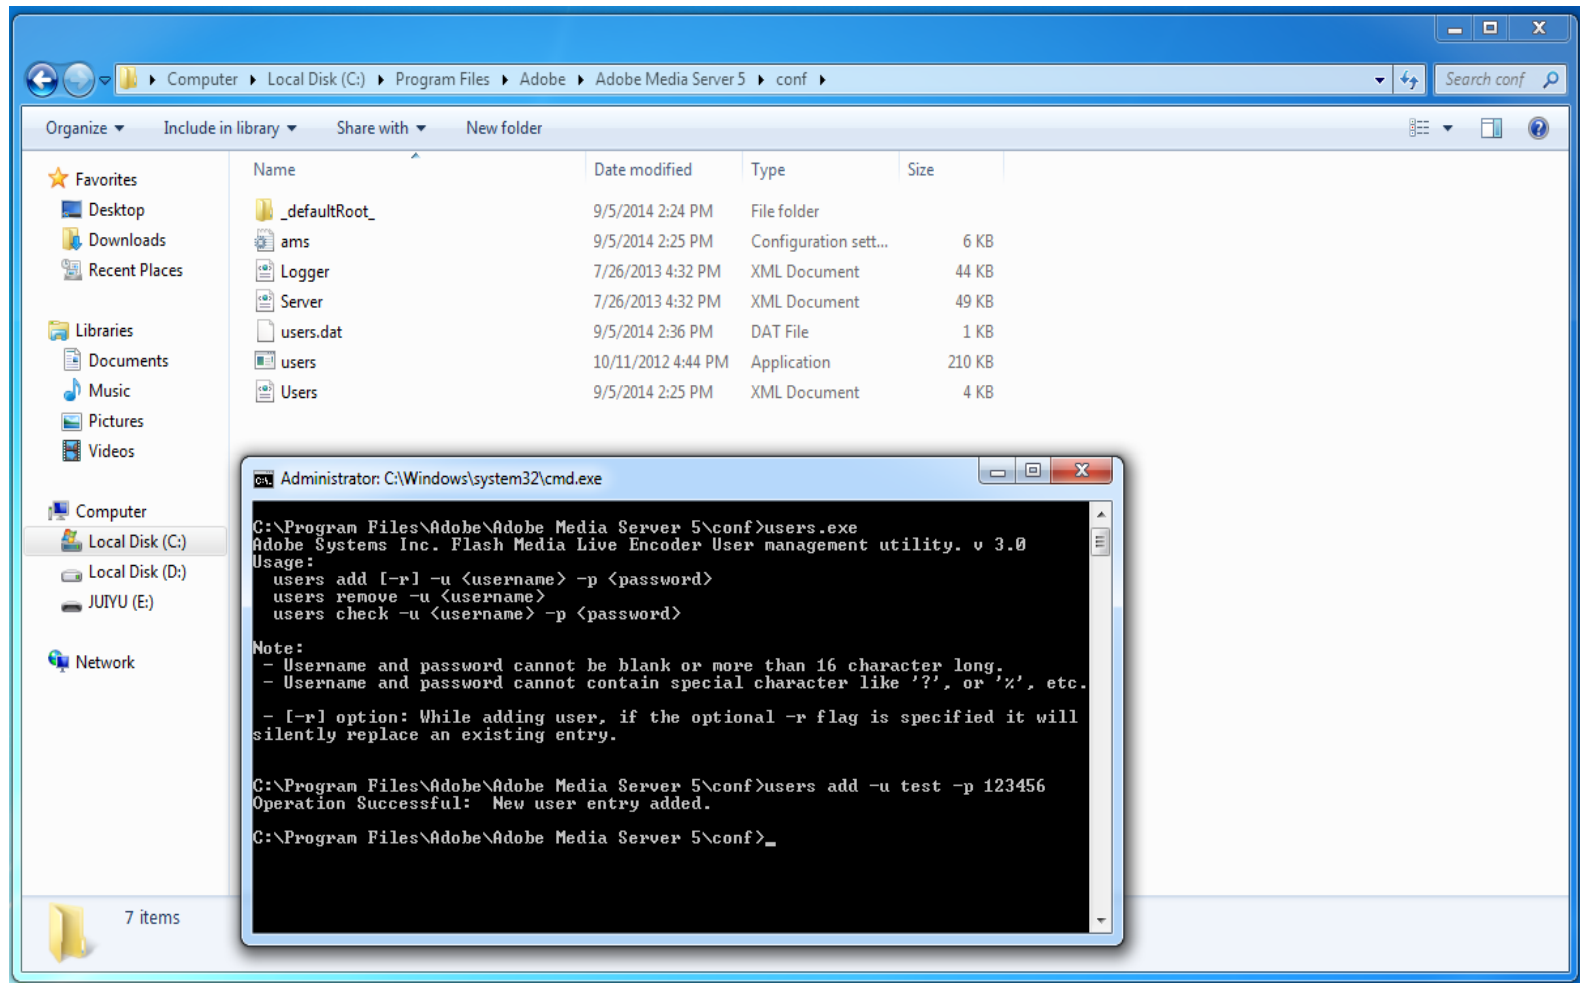 Computer Local Disk (C:) Program Files Adobe Adobe Media Server 5 conf Search conf
Organize Include in library Share with New folder
Favorites
Desktop
Downloads
Recent Places
Libraries
Documents
Music
Pictures
Videos
Computer
Local Disk (C:)
Local Disk (D:)
JUIYU (E:)
Network
Name Date modified Type Size
_defaultRoot_ 9/5/2014 2:24 PM File folder
ams 9/5/2014 2:25 PM Configuration sett... 6 KB
Logger 7/26/2013 4:32 PM XML Document 44 KB
Server 7/26/2013 4:32 PM XML Document 49 KB
users.dat 9/5/2014 2:36 PM DAT File 1 KB
users 10/11/2012 4:44 PM Application 210 KB
Users 9/5/2014 2:25 PM XML Document 4 KB
Administrator: C:\Windows\system32\cmd.exe
C:\Program Files\Adobe\Adobe Media Server 5\conf>users.exe
Adobe Systems Inc. Flash Media Live Encoder User management utility. v 3.0
Usage:
users add [-r] -u <username> -p <password>
users remove -u <username>
users check -u <username> -p <password>
Note:
- Username and password cannot be blank or more than 16 character long.
- Username and password cannot contain special character like '?', or '%', etc.
- [-r] option: While adding user, if the optional -r flag is specified it will
silently replace an existing entry.
C:\Program Files\Adobe\Adobe Media Server 5\conf>users add -u test -p 123456
Operation Successful:  New user entry added.
C:\Program Files\Adobe\Adobe Media Server 5\conf>_
7 items